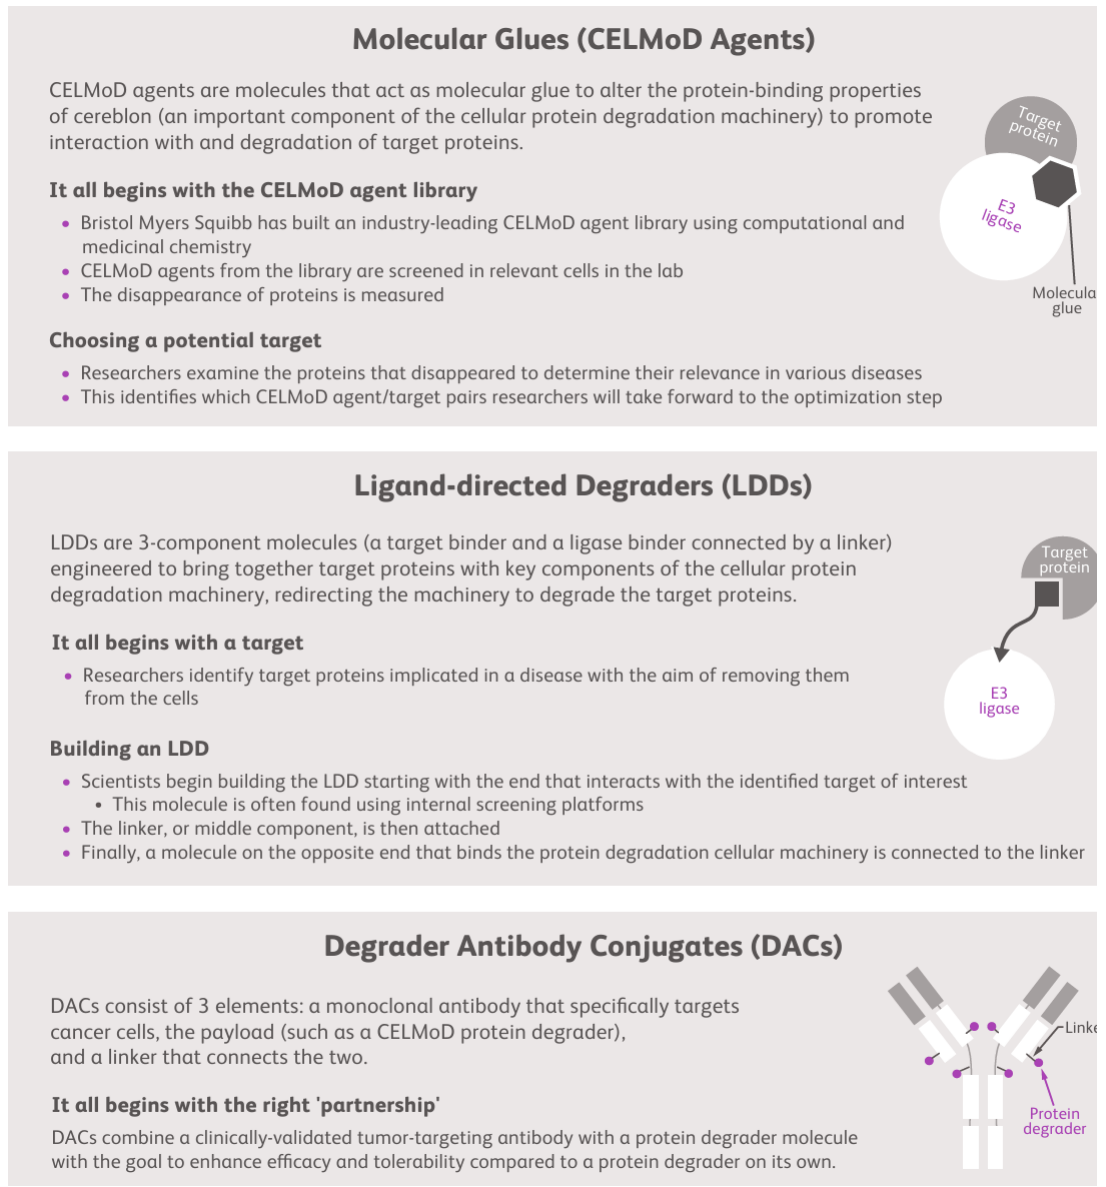 Molecular Glues (CELMoD Agents)
CELMoD agents are molecules that act as molecular glue to alter the protein-binding properties
of cereblon (an important component of the cellular protein degradation machinery) to promote
interaction with and degradation of target proteins.
It all begins with the CELMoD agent library
• Bristol Myers Squibb has built an industry-leading CELMoD agent library using computational and
medicinal chemistry
• CELMoD agents from the library are screened in relevant cells in the lab
• The disappearance of proteins is measured
Choosing a potential target
• Researchers examine the proteins that disappeared to determine their relevance in various diseases
• This identifies which CELMoD agent/target pairs researchers will take forward to the optimization step
Target
protein
E3
ligase
Molecula
glue
Ligand-directed Degraders (LDDs)
LDDs are 3-component molecules (a target binder and a ligase binder connected by a linker)
engineered to bring together target proteins with key components of the cellular protein
degradation machinery, redirecting the machinery to degrade the target proteins.
It all begins with a target
• Researchers identify target proteins implicated in a disease with the aim of removing them
from the cells
Building an LDD
• Scientists begin building the LDD starting with the end that interacts with the identified target of interest
• This molecule is often found using internal screening platforms
• The linker, or middle component, is then attached
• Finally, a molecule on the opposite end that binds the protein degradation cellular machinery is connected to the linker
Target
protein
E3
ligase
Degrader Antibody Conjugates (DACs)
DACs consist of 3 elements: a monoclonal antibody that specifically targets
cancer cells, the payload (such as a CELMoD protein degrader),
and a linker that connects the two.
It all begins with the right 'partnership'
DACs combine a clinically-validated tumor-targeting antibody with a protein degrader molecule
with the goal to enhance efficacy and tolerability compared to a protein degrader on its own.
Linke
Protein
degrader